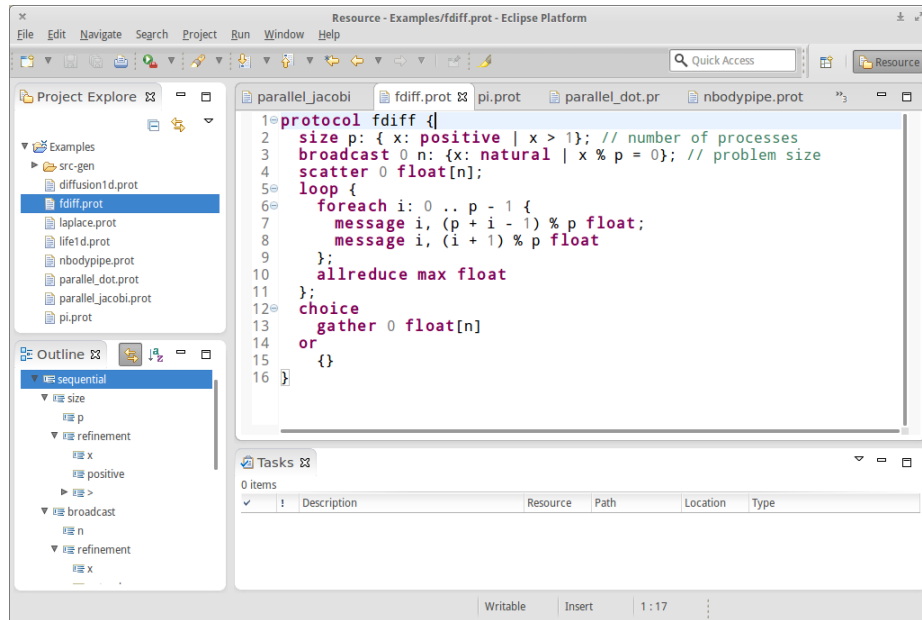 Resource - Examples/fdiff.prot - Eclipse Platform
File Edit Navigate Search Project Run Window Help
Quick Access
Resource
Project Explore
Examples
src-gen
diffusion1d.prot
fdiff.prot
laplace.prot
life1d.prot
nbodypipe.prot
parallel_dot.prot
parallel_jacobi.prot
pi.prot
Outline
sequential
size
p
refinement
x
positive
>
broadcast
n
refinement
x
parallel_jacobi fdiff.prot pi.prot parallel_dot.pr nbodypipe.prot »3
1 protocol fdiff {
2 size p: { x: positive | x > 1}; // number of processes
3 broadcast 0 n: {x: natural | x % p = 0}; // problem size
4 scatter 0 float[n];
5 loop {
6 foreach i: 0 .. p - 1 {
7 message i, (p + i - 1) % p float;
8 message i, (i + 1) % p float
9 };
10 allreduce max float
11 };
12 choice
13 gather 0 float[n]
14 or
15 {}
16 }
Tasks
0 items
✓ ! Description Resource Path Location Type
Writable Insert 1 : 17